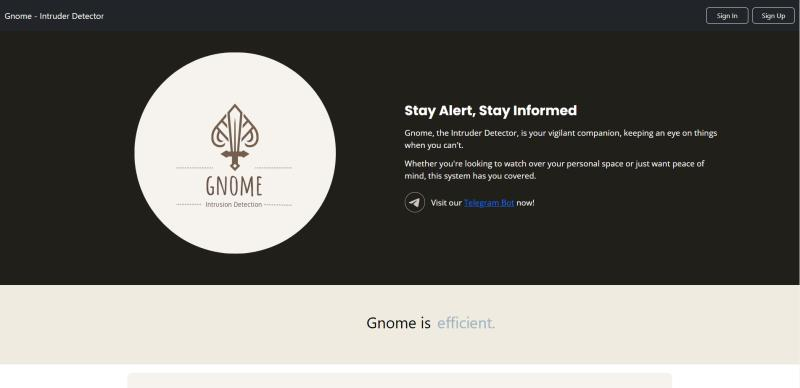 Gnome - Intruder Detector
Sign In
Sign Up
Stay Alert, Stay Informed
Gnome, the Intruder Detector, is your vigilant companion, keeping an eye on things
when you can't.
Whether you're looking to watch over your personal space or just want peace of
mind, this system has you covered.
Visit our Telegram Bot now!
GNOME
Intrusion Detection
Gnome is efficient.